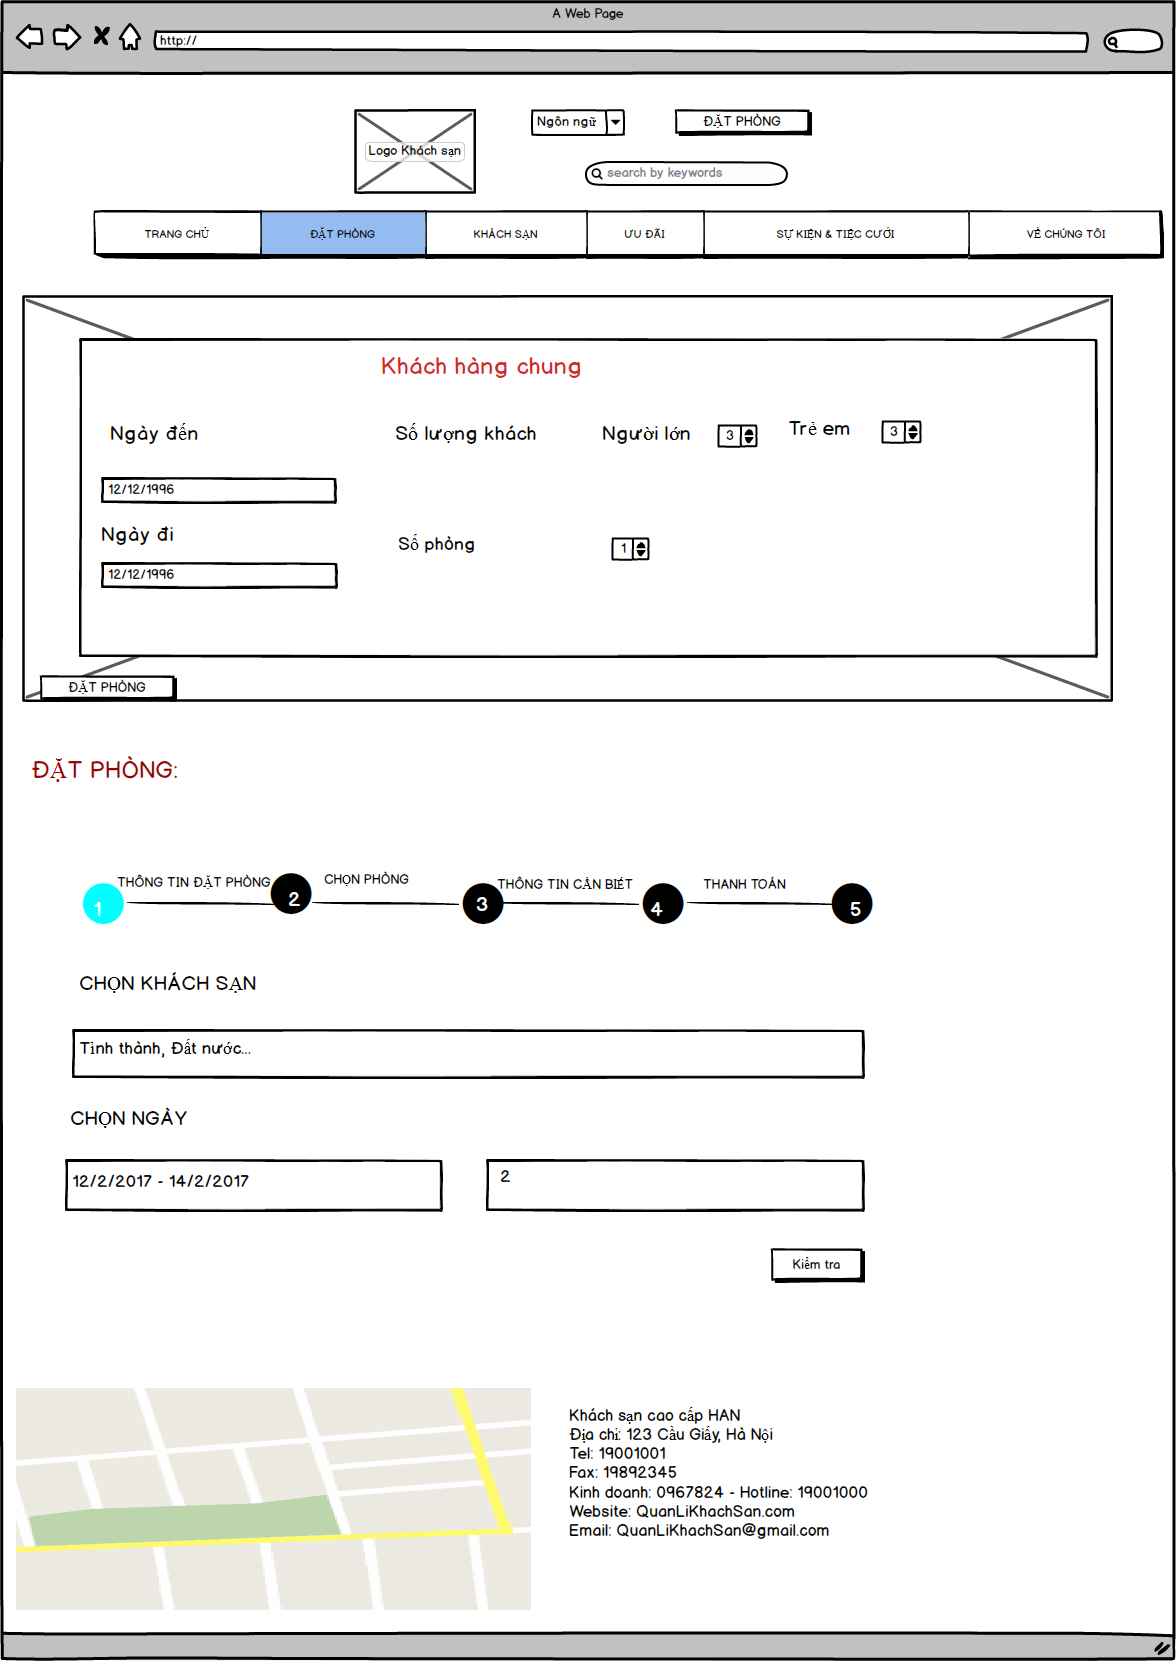 A Web Page
http://
Ngôn ngữ
ĐẶT PHÒNG
Logo Khách sạn
search by keywords
TRANG CHỦ
ĐẶT PHÒNG
KHÁCH SẠN
ƯU ĐÃI
SỰ KIỆN & TIỆC CƯỚI
VỀ CHÚNG TÔI
Khách hàng chung
Ngày đến
Số lượng khách
Người lớn
3
Trẻ em
3
12/12/1996
Ngày đi
Số phòng
1
12/12/1996
ĐẶT PHÒNG
ĐẶT PHÒNG:
1
THÔNG TIN ĐẶT PHÒNG
2
CHỌN PHÒNG
3
THÔNG TIN CẦN BIẾT
4
THANH TOÁN
5
CHỌN KHÁCH SẠN
Tỉnh thành, Đất nước...
CHỌN NGÀY
12/2/2017 - 14/2/2017
2
Kiểm tra
Khách sạn cao cấp HAN
Địa chỉ: 123 Cầu Giấy, Hà Nội
Tel: 19001001
Fax: 19892345
Kinh doanh: 0967824 - Hotline: 19001000
Website: QuanLiKhachSan.com
Email: QuanLiKhachSan@gmail.com